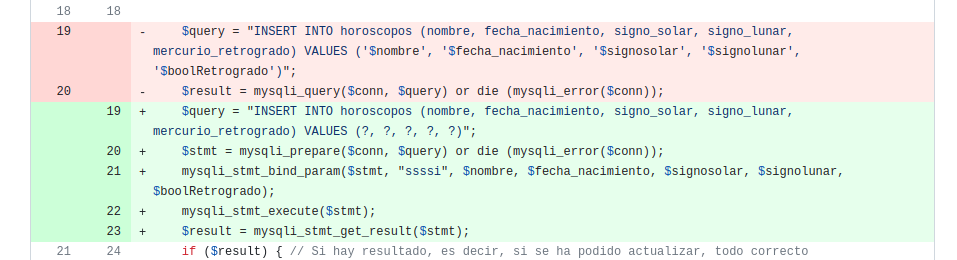 18 18
19 - $query = "INSERT INTO horoscopos (nombre, fecha_nacimiento, signo_solar, signo_lunar,
mercurio_retrogrado) VALUES ('$nombre', '$fecha_nacimiento', '$signosolar', '$signolunar',
'$boolRetrogrado')";
20 - $result = mysqli_query($conn, $query) or die (mysqli_error($conn));
19 + $query = "INSERT INTO horoscopos (nombre, fecha_nacimiento, signo_solar, signo_lunar,
mercurio_retrogrado) VALUES (?, ?, ?, ?, ?)";
20 + $stmt = mysqli_prepare($conn, $query) or die (mysqli_error($conn));
21 + mysqli_stmt_bind_param($stmt, "ssssi", $nombre, $fecha_nacimiento, $signosolar, $signolunar,
$boolRetrogrado);
22 + mysqli_stmt_execute($stmt);
23 + $result = mysqli_stmt_get_result($stmt);
21 24 if ($result) { // Si hay resultado, es decir, si se ha podido actualizar, todo correcto